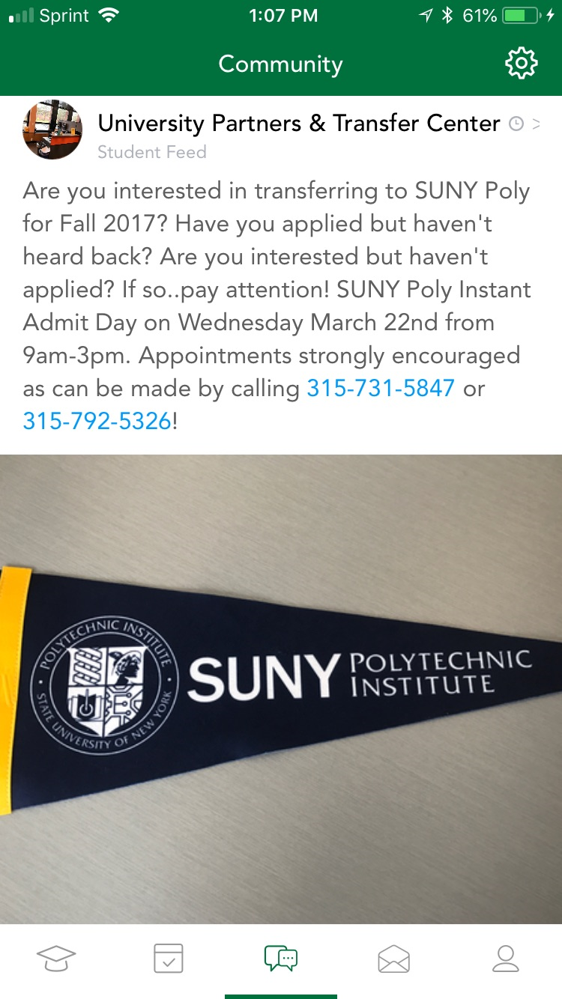 Sprint 1:07 PM 61%
Community
University Partners & Transfer Center >
Student Feed
Are you interested in transferring to SUNY Poly
for Fall 2017? Have you applied but haven't
heard back? Are you interested but haven't
applied? If so..pay attention! SUNY Poly Instant
Admit Day on Wednesday March 22nd from
9am-3pm. Appointments strongly encouraged
as can be made by calling 315-731-5847 or
315-792-5326!
POLYTECHNIC INSTITUTE
STATE UNIVERSITY OF NEW YORK
SUNY POLYTECHNIC
INSTITUTE